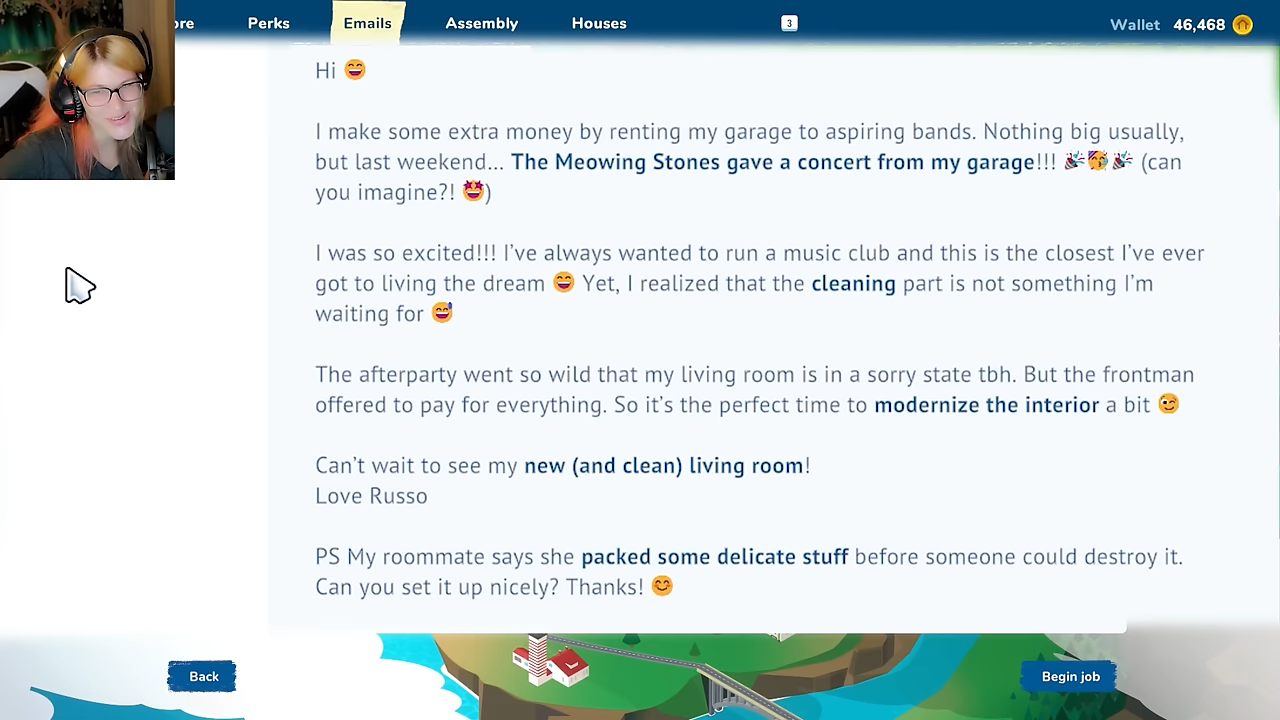 Perks
Emails
Assembly
Houses
3
Wallet 46,468
Hi 😄
I make some extra money by renting my garage to aspiring bands. Nothing big usually,
but last weekend... The Meowing Stones gave a concert from my garage!!! 🎉🥳🎉 (can
you imagine?! 🤩)
I was so excited!!! I've always wanted to run a music club and this is the closest I've ever
got to living the dream 😄 Yet, I realized that the cleaning part is not something I'm
waiting for 😅
The afterparty went so wild that my living room is in a sorry state tbh. But the frontman
offered to pay for everything. So it's the perfect time to modernize the interior a bit 😉
Can't wait to see my new (and clean) living room!
Love Russo
PS My roommate says she packed some delicate stuff before someone could destroy it.
Can you set it up nicely? Thanks! 😊
Back
Begin job